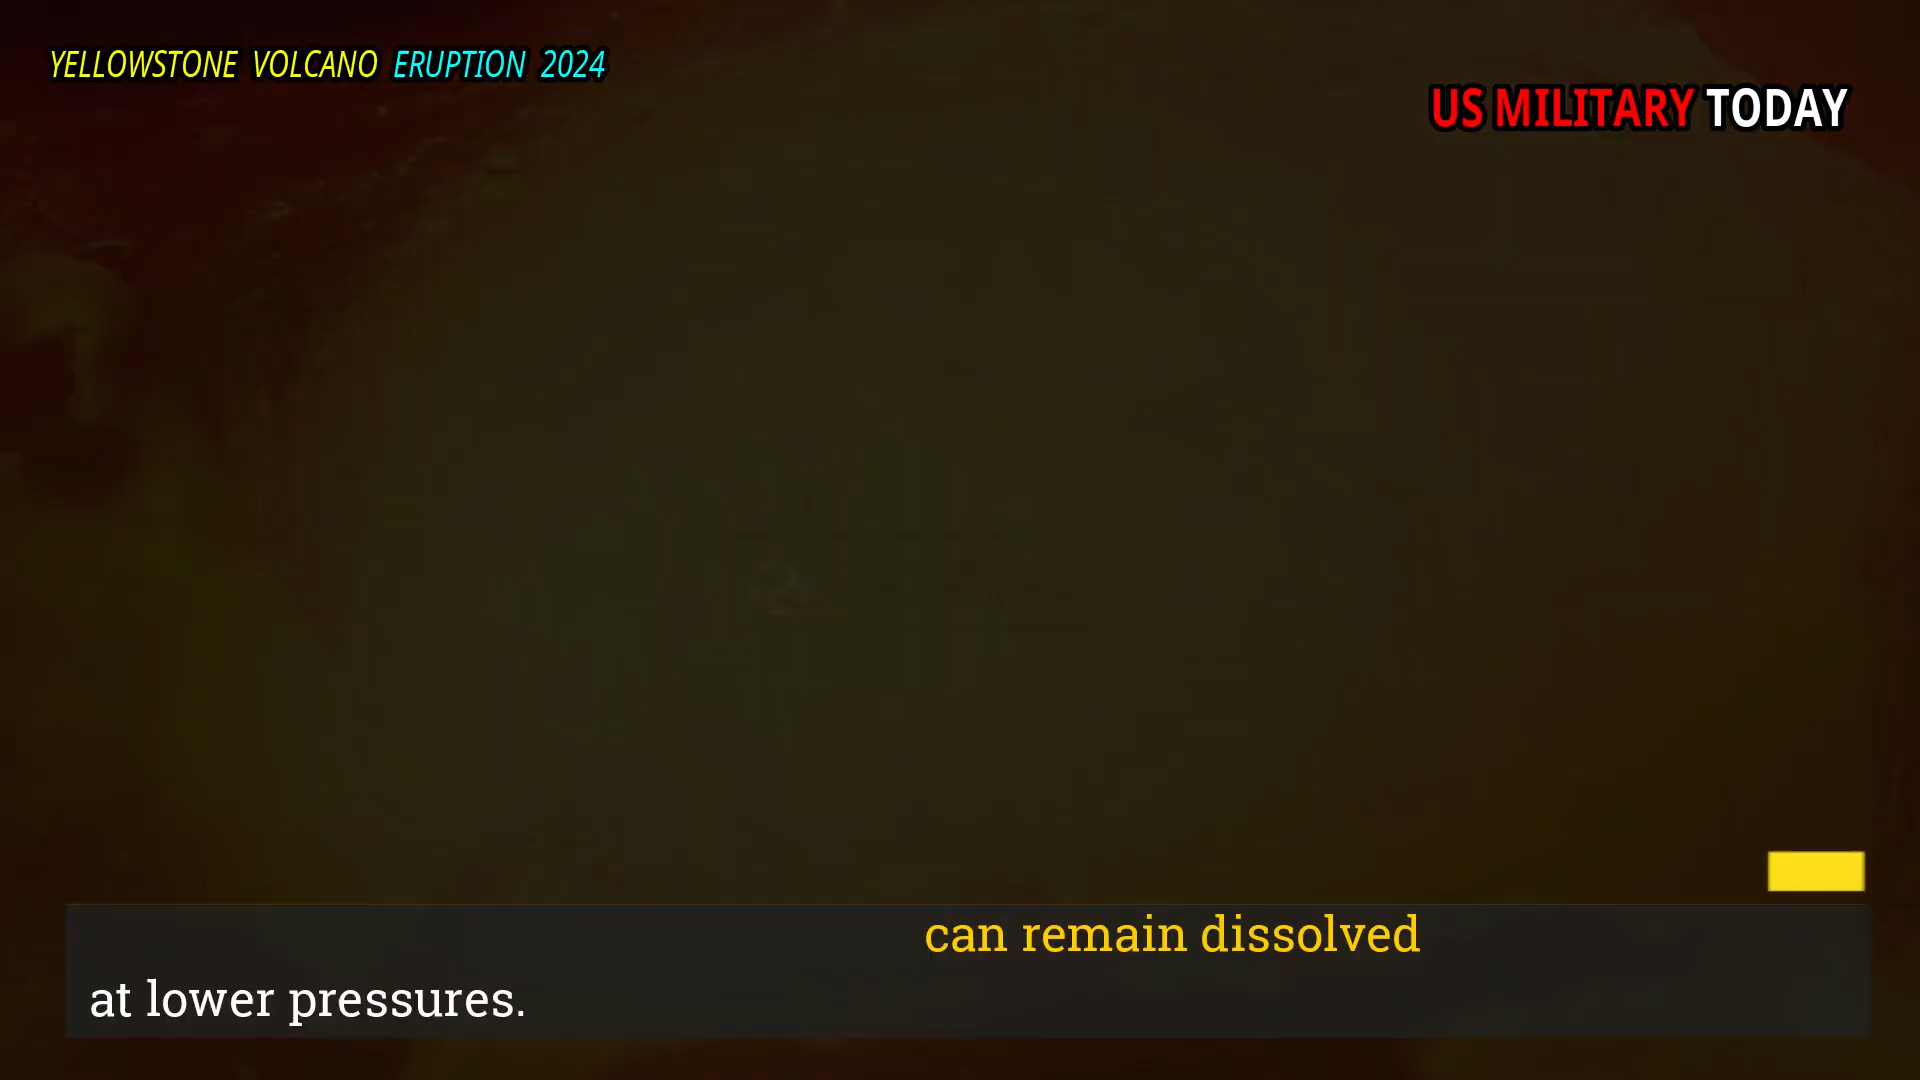 YELLOWSTONE VOLCANO ERUPTION 2024
US MILITARY TODAY
can remain dissolved
at lower pressures.